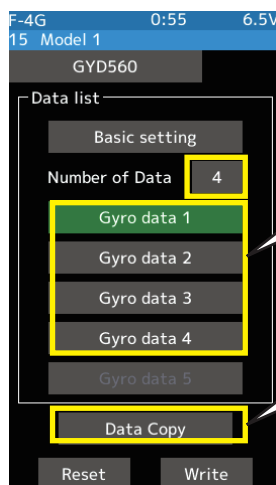 F-4G 0:55 6.5V
15 Model 1
GYD560
Data list
Basic setting
Number of Data 4
Gyro data 1
Gyro data 2
Gyro data 3
Gyro data 4
Gyro data 5
Data Copy
Reset Write